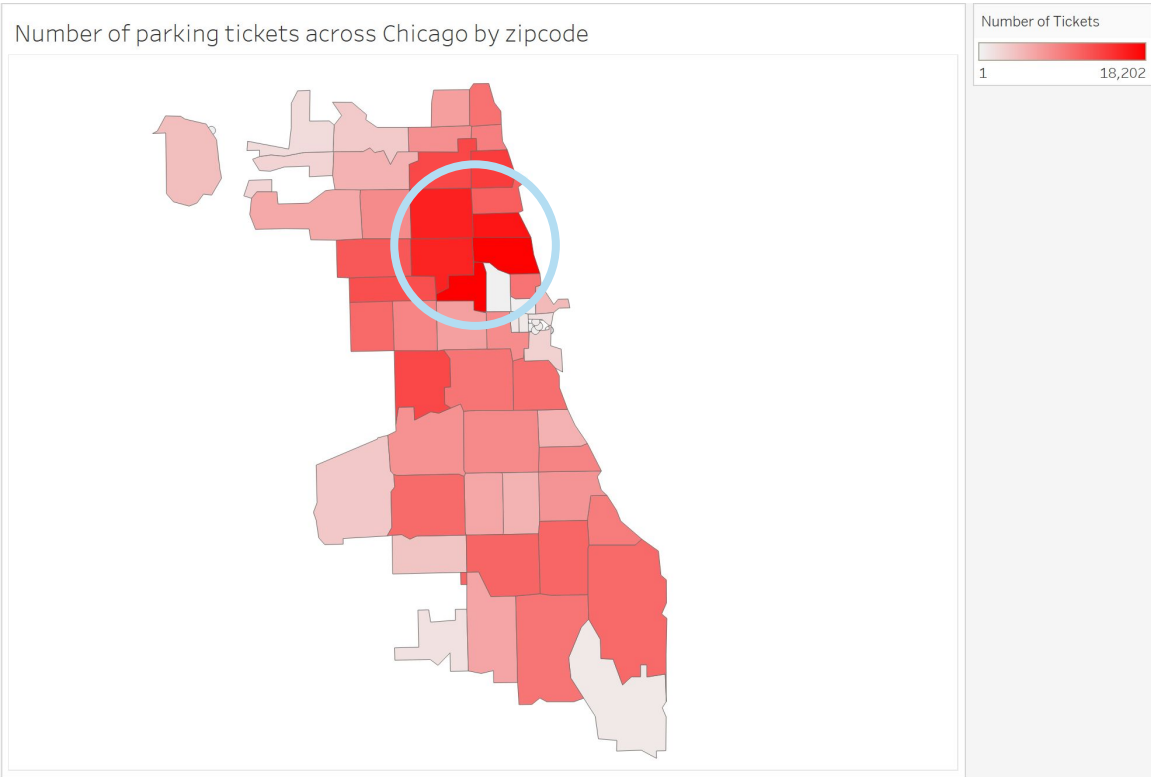 Number of parking tickets across Chicago by zipcode
Number of Tickets
1 18,202